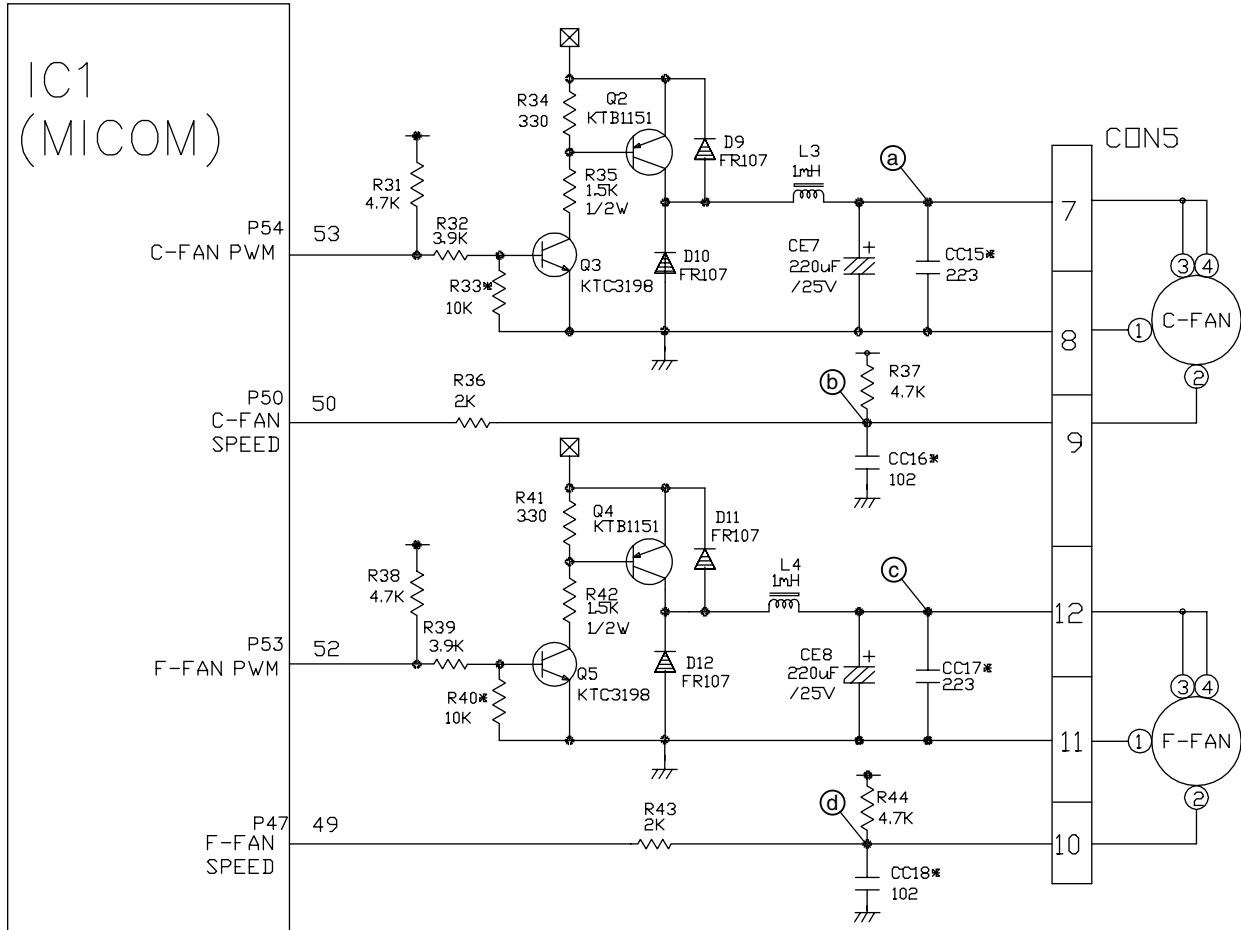 IC1
(MICOM)
R34
330
Q2
KTB1151
D9
FR107
L3
1mH
ⓐ
CON5
R31
4.7K
R35
1.5K
1/2W
7
P54
C-FAN PWM
53
R32
3.9K
R33*
10K
Q3
KTC3198
D10
FR107
CE7
220uF
/25V
+
CC15*
223
③ ④
C-FAN
①
②
8
R37
4.7K
ⓑ
P50
C-FAN
SPEED
50
R36
2K
9
CC16*
102
R41
330
Q4
KTB1151
D11
FR107
L4
1mH
ⓒ
R38
4.7K
R42
1.5K
1/2W
12
P53
F-FAN PWM
52
R39
3.9K
R40*
10K
Q5
KTC3198
D12
FR107
CE8
220uF
/25V
+
CC17*
223
③ ④
F-FAN
①
②
11
R44
4.7K
ⓓ
P47
F-FAN
SPEED
49
R43
2K
10
CC18*
102